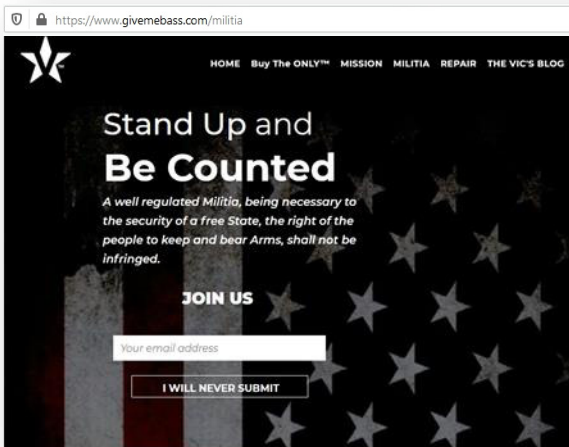 https://www.givemebass.com/militia
HOME Buy The ONLY™ MISSION MILITIA REPAIR THE VIC'S BLOG
Stand Up and
Be Counted
A well regulated Militia, being necessary to
the security of a free State, the right of the
people to keep and bear Arms, shall not be
infringed.
JOIN US
Your email address
I WILL NEVER SUBMIT